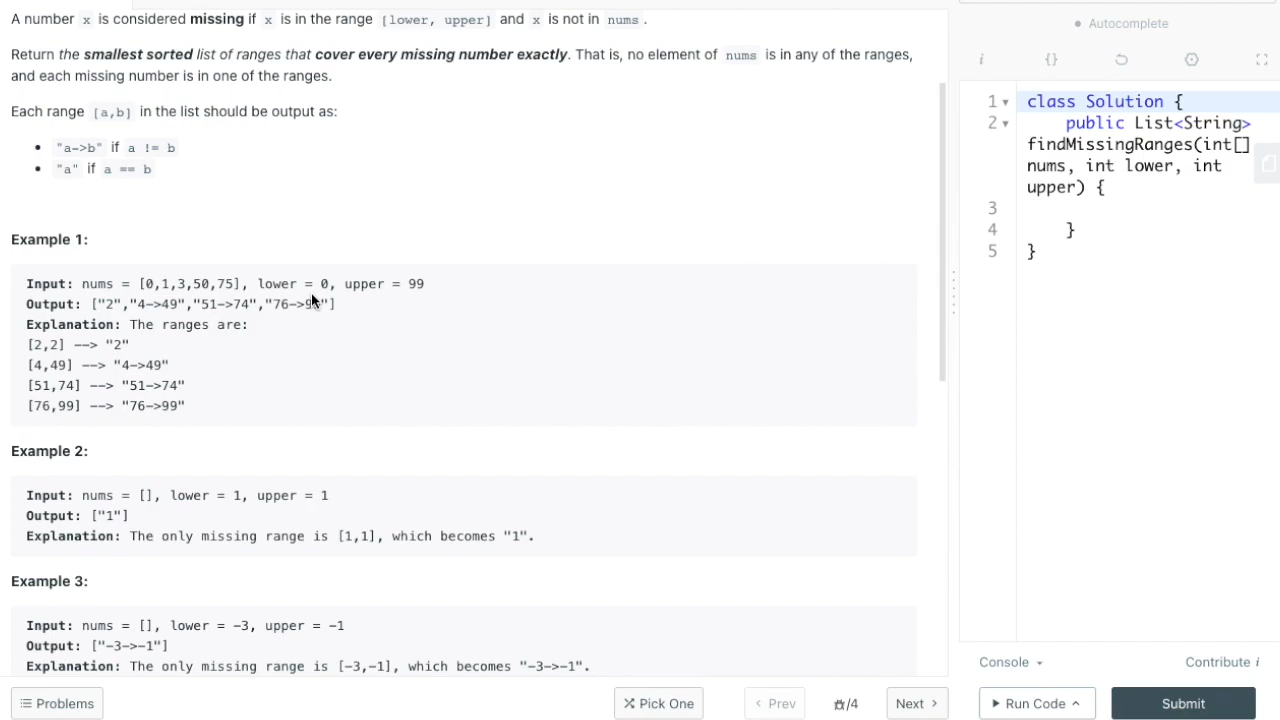 A number x is considered missing if x is in the range [lower, upper] and x is not in nums .
Return the smallest sorted list of ranges that cover every missing number exactly. That is, no element of nums is in any of the ranges,
and each missing number is in one of the ranges.
Each range [a,b] in the list should be output as:
"a->b" if a != b
"a" if a == b
Example 1:
Input: nums = [0,1,3,50,75], lower = 0, upper = 99
Output: ["2","4->49","51->74","76->99"]
Explanation: The ranges are:
[2,2] --> "2"
[4,49] --> "4->49"
[51,74] --> "51->74"
[76,99] --> "76->99"
Example 2:
Input: nums = [], lower = 1, upper = 1
Output: ["1"]
Explanation: The only missing range is [1,1], which becomes "1".
Example 3:
Input: nums = [], lower = -3, upper = -1
Output: ["-3->-1"]
Explanation: The only missing range is [-3,-1], which becomes "-3->-1".
Problems
Pick One
< Prev
/4
Next >
Autocomplete
i {}
1 class Solution {
2 public List<String>
findMissingRanges(int[]
nums, int lower, int
upper) {
3
4 }
5 }
Console
Contribute i
Run Code
Submit